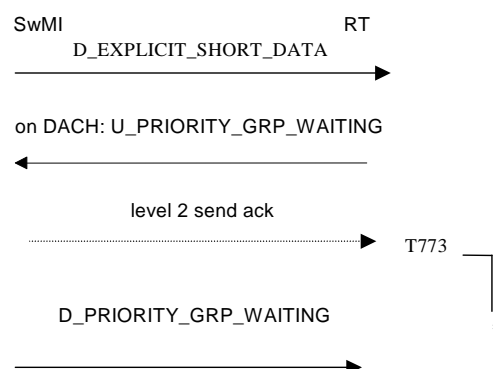 SwMI RT
D_EXPLICIT_SHORT_DATA
on DACH: U_PRIORITY_GRP_WAITING
level 2 send ack
T773
D_PRIORITY_GRP_WAITING